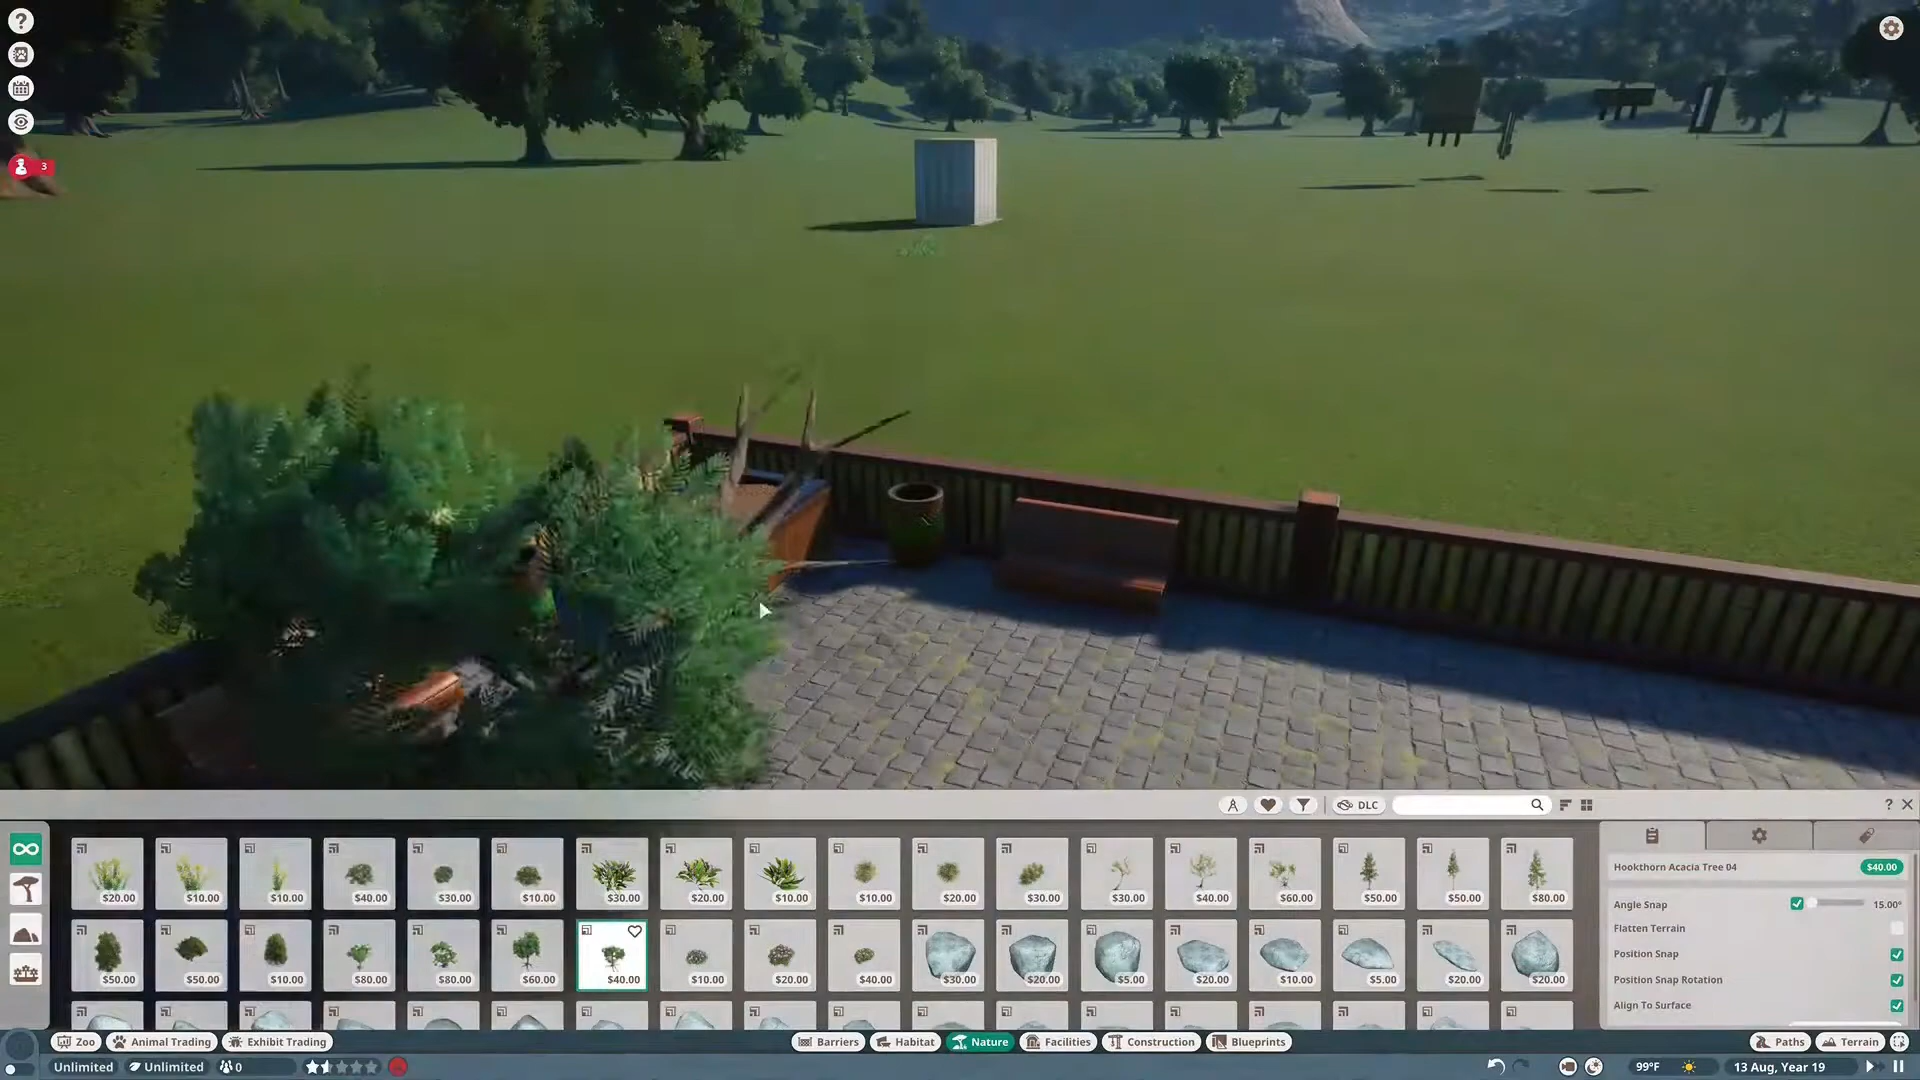 ?
3
DLC
?
$20.00 $10.00 $10.00 $40.00 $30.00 $10.00 $30.00 $20.00 $10.00 $10.00 $20.00 $30.00 $30.00 $40.00 $60.00 $50.00 $50.00 $80.00
$50.00 $50.00 $10.00 $80.00 $80.00 $60.00 $40.00 $10.00 $20.00 $40.00 $30.00 $20.00 $5.00 $20.00 $10.00 $5.00 $20.00 $20.00
Hookthorn Acacia Tree 04 $40.00
Angle Snap 15.00°
Flatten Terrain
Position Snap
Position Snap Rotation
Align To Surface
Zoo Animal Trading Exhibit Trading Barriers Habitat Nature Facilities Construction Blueprints Paths Terrain
Unlimited Unlimited 0 99°F 13 Aug, Year 19